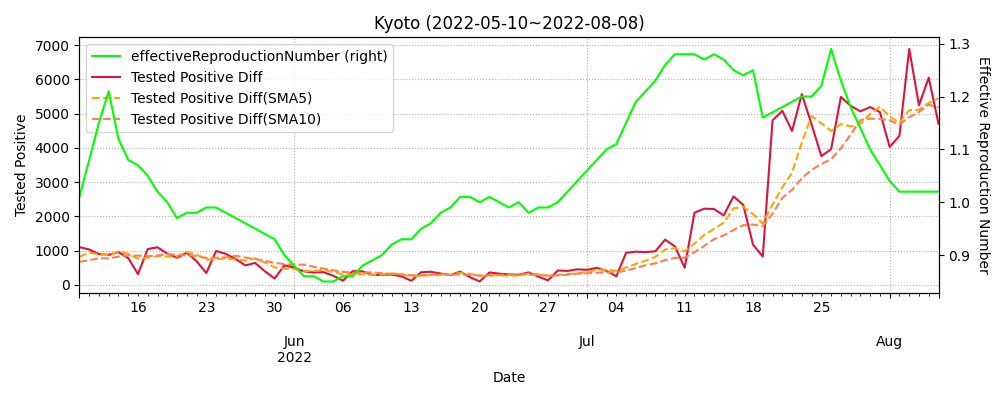 Kyoto (2022-05-10~2022-08-08)
effectiveReproductionNumber (right)
Tested Positive Diff
Tested Positive Diff(SMA5)
Tested Positive Diff(SMA10)
Tested Positive
7000
6000
5000
4000
3000
2000
1000
0
1.3
1.2
1.1
1.0
0.9
Effective Reproduction Number
16 23 30 06 13 20 27 04 11 18 25
Jun Jul Aug
2022
Date